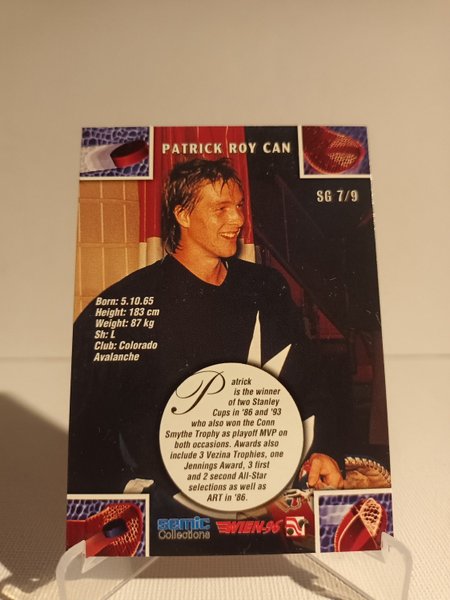 PATRICK ROY CAN
SG 7/9
Born: 5.10.65
Height: 183 cm
Weight: 87 kg
Sh: L
Club: Colorado
Avalanche
Patrick
is the winner
of two Stanley
Cups in '86 and '93
who also won the Conn
Smythe Trophy as playoff MVP on
both occasions. Awards also
include 3 Vezina Trophies, one
Jennings Award, 3 first
and 2 second All-Star
selections as well as
ART in '86.
semic
Collections
WIEN-96